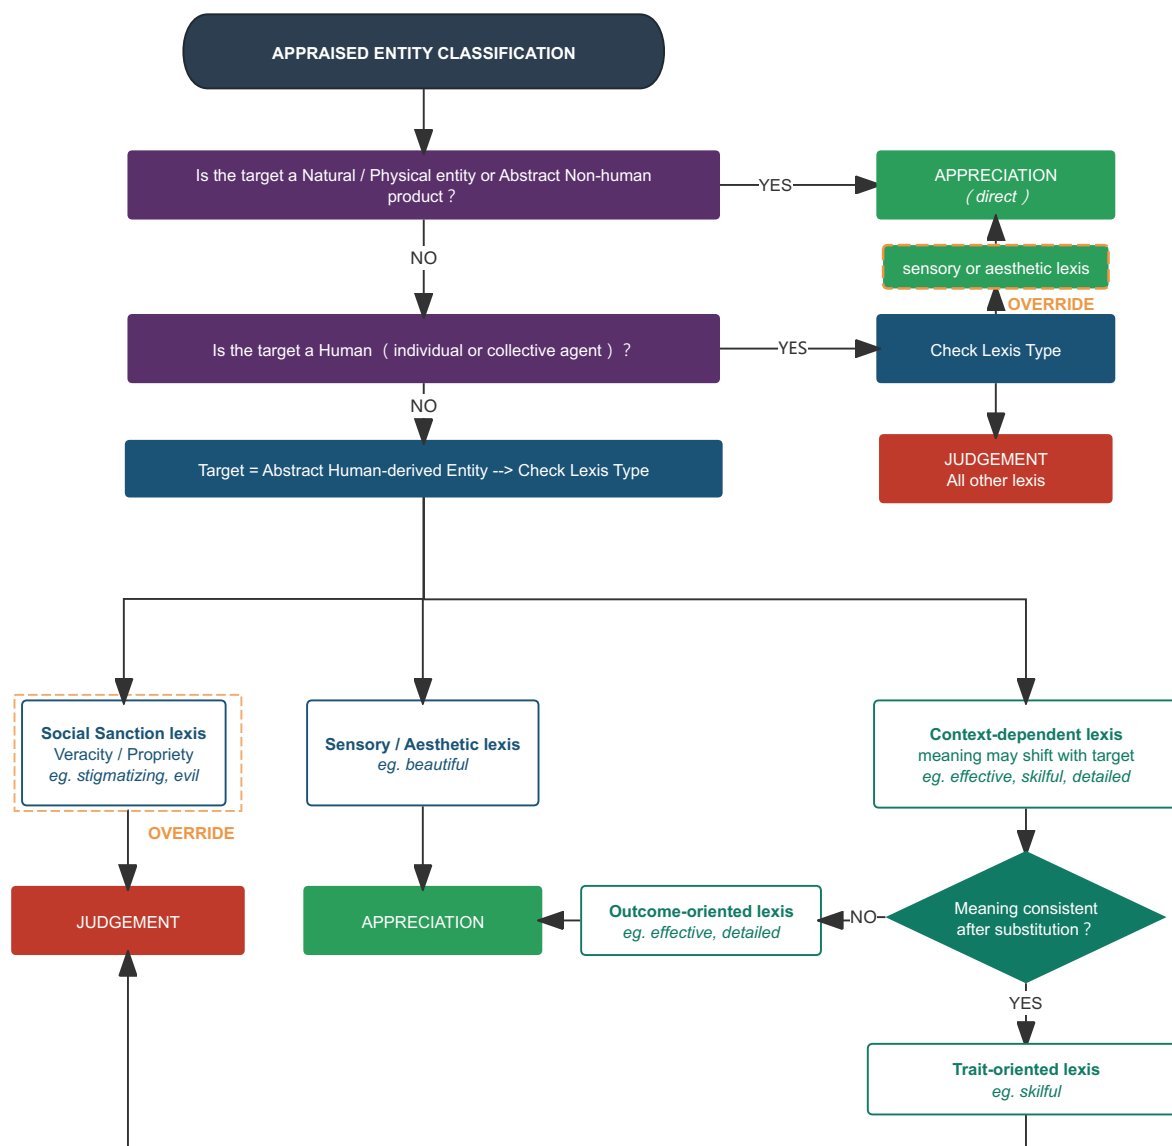 APPRAISED ENTITY CLASSIFICATION
Is the target a Natural / Physical entity or Abstract Non-human
product ?
YES
APPRECIATION
( direct )
NO
sensory or aesthetic lexis
OVERRIDE
Is the target a Human ( individual or collective agent ) ?
YES
Check Lexis Type
NO
Target = Abstract Human-derived Entity --> Check Lexis Type
JUDGEMENT
All other lexis
Social Sanction lexis
Veracity / Propriety
eg. stigmatizing, evil
OVERRIDE
Sensory / Aesthetic lexis
eg. beautiful
Context-dependent lexis
meaning may shift with target
eg. effective, skilful, detailed
JUDGEMENT
APPRECIATION
Outcome-oriented lexis
eg. effective, detailed
NO
Meaning consistent
after substitution ?
YES
Trait-oriented lexis
eg. skilful